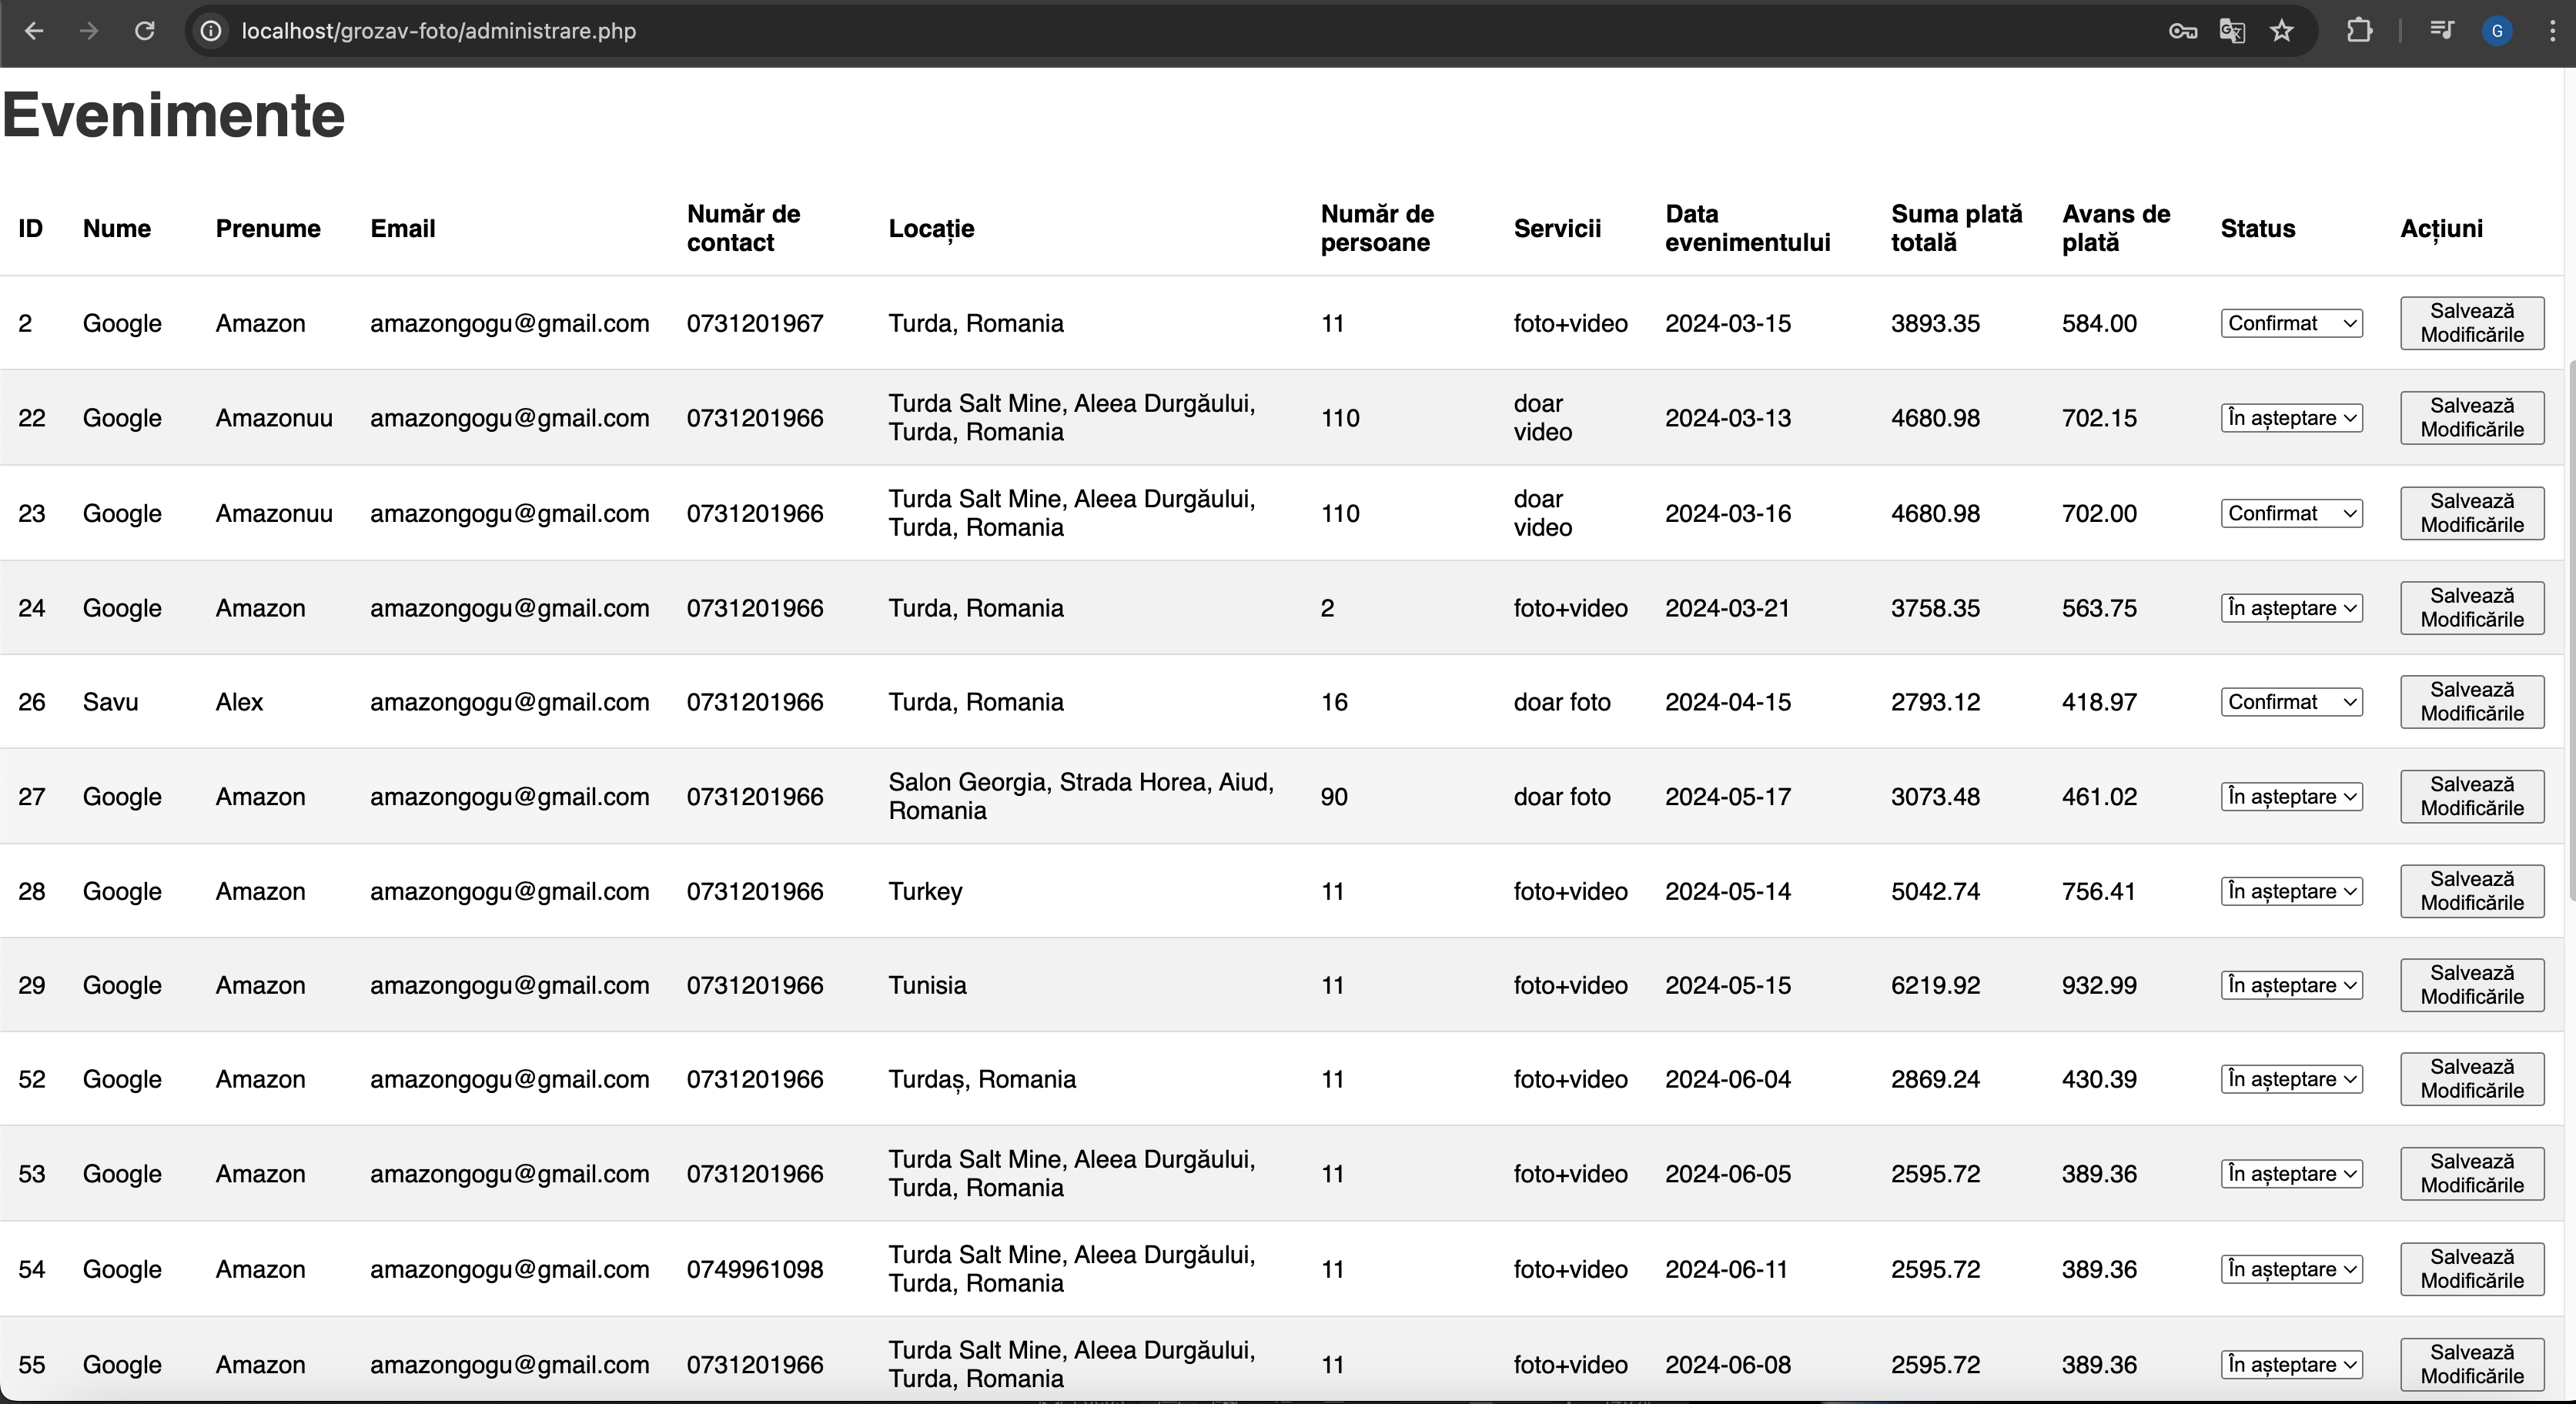 localhost/grozav-foto/administrare.php
G
Evenimente
ID Nume Prenume Email Număr de contact Locație Număr de persoane Servicii Data evenimentului Suma plată totală Avans de plată Status Acțiuni
2 Google Amazon amazongogu@gmail.com 0731201967 Turda, Romania 11 foto+video 2024-03-15 3893.35 584.00 Confirmat Salvează Modificările
22 Google Amazonuu amazongogu@gmail.com 0731201966 Turda Salt Mine, Aleea Durgăului, Turda, Romania 110 doar video 2024-03-13 4680.98 702.15 În așteptare Salvează Modificările
23 Google Amazonuu amazongogu@gmail.com 0731201966 Turda Salt Mine, Aleea Durgăului, Turda, Romania 110 doar video 2024-03-16 4680.98 702.00 Confirmat Salvează Modificările
24 Google Amazon amazongogu@gmail.com 0731201966 Turda, Romania 2 foto+video 2024-03-21 3758.35 563.75 În așteptare Salvează Modificările
26 Savu Alex amazongogu@gmail.com 0731201966 Turda, Romania 16 doar foto 2024-04-15 2793.12 418.97 Confirmat Salvează Modificările
27 Google Amazon amazongogu@gmail.com 0731201966 Salon Georgia, Strada Horea, Aiud, Romania 90 doar foto 2024-05-17 3073.48 461.02 În așteptare Salvează Modificările
28 Google Amazon amazongogu@gmail.com 0731201966 Turkey 11 foto+video 2024-05-14 5042.74 756.41 În așteptare Salvează Modificările
29 Google Amazon amazongogu@gmail.com 0731201966 Tunisia 11 foto+video 2024-05-15 6219.92 932.99 În așteptare Salvează Modificările
52 Google Amazon amazongogu@gmail.com 0731201966 Turdaș, Romania 11 foto+video 2024-06-04 2869.24 430.39 În așteptare Salvează Modificările
53 Google Amazon amazongogu@gmail.com 0731201966 Turda Salt Mine, Aleea Durgăului, Turda, Romania 11 foto+video 2024-06-05 2595.72 389.36 În așteptare Salvează Modificările
54 Google Amazon amazongogu@gmail.com 0749961098 Turda Salt Mine, Aleea Durgăului, Turda, Romania 11 foto+video 2024-06-11 2595.72 389.36 În așteptare Salvează Modificările
55 Google Amazon amazongogu@gmail.com 0731201966 Turda Salt Mine, Aleea Durgăului, Turda, Romania 11 foto+video 2024-06-08 2595.72 389.36 În așteptare Salvează Modificările